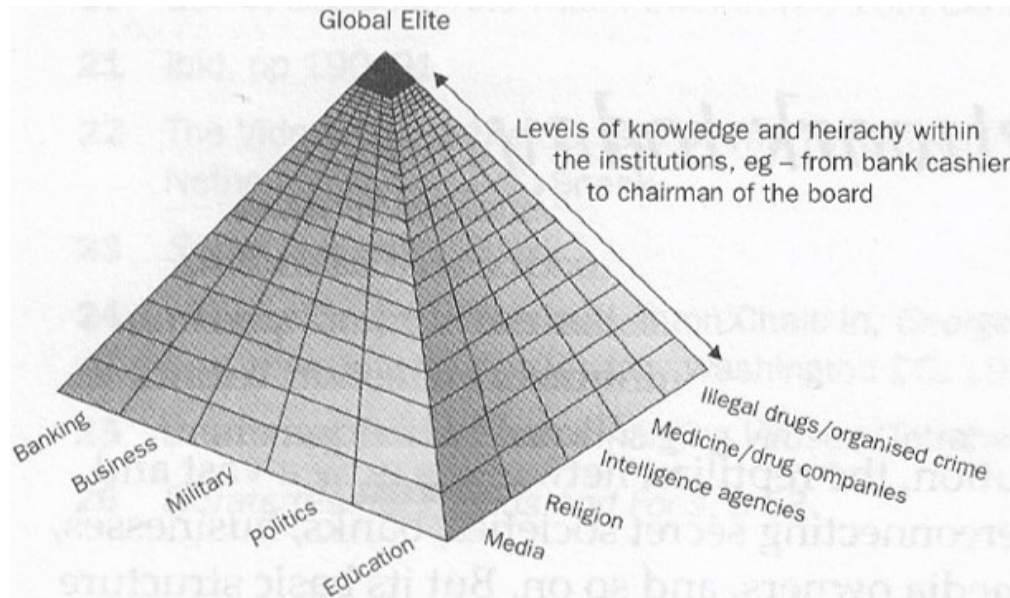 Global Elite
Levels of knowledge and heirachy within
the institutions, eg – from bank cashier
to chairman of the board
Banking
Business
Military
Politics
Education
Media
Religion
Intelligence agencies
Medicine/drug companies
Illegal drugs/organised crime